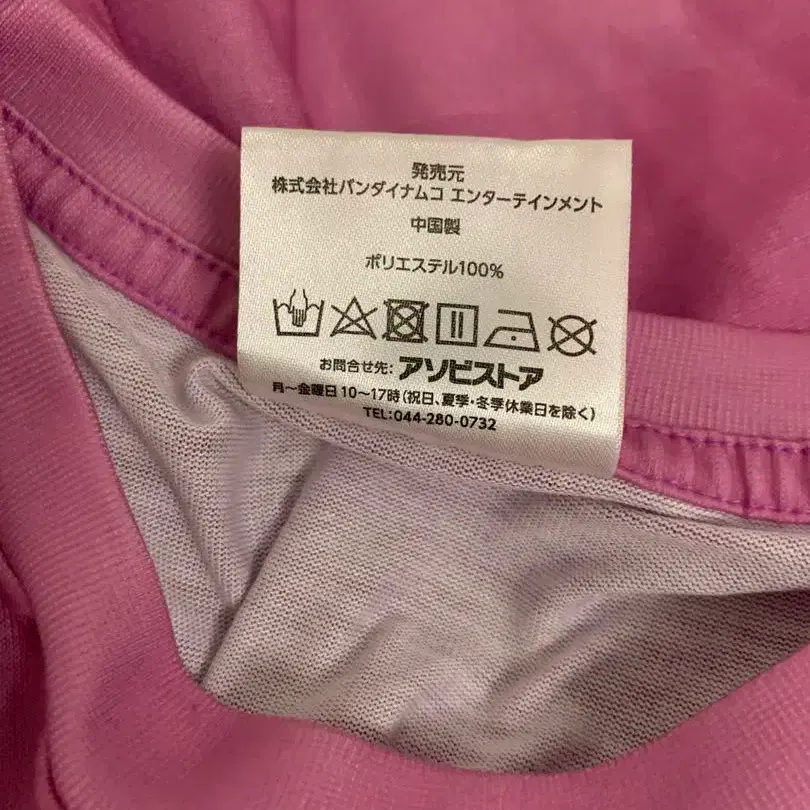 発売元
株式会社バンダイナムコ エンターテインメント
中国製
ポリエステル100%
お問合せ先: アソビストア
月~金曜日10~17時(祝日、夏季・冬季休業日を除く)
TEL:044-280-0732